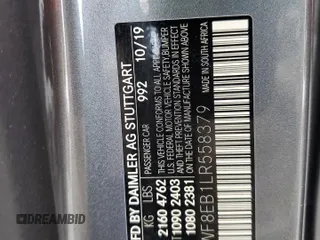 MFD BY DAIMLER AG STUTTGART
PASSENGER CAR 992 10/19
KG LBS
2160 4762
1090 2403
1080 2381
THIS VEHICLE CONFORMS TO ALL APPLICABLE
U.S. FEDERAL MOTOR VEHICLE SAFETY, BUMPER,
AND THEFT PREVENTION STANDARDS IN EFFECT
ON THE DATE OF MANUFACTURE SHOWN ABOVE
F8EB1LR558379
MADE IN SOUTH AFRICA